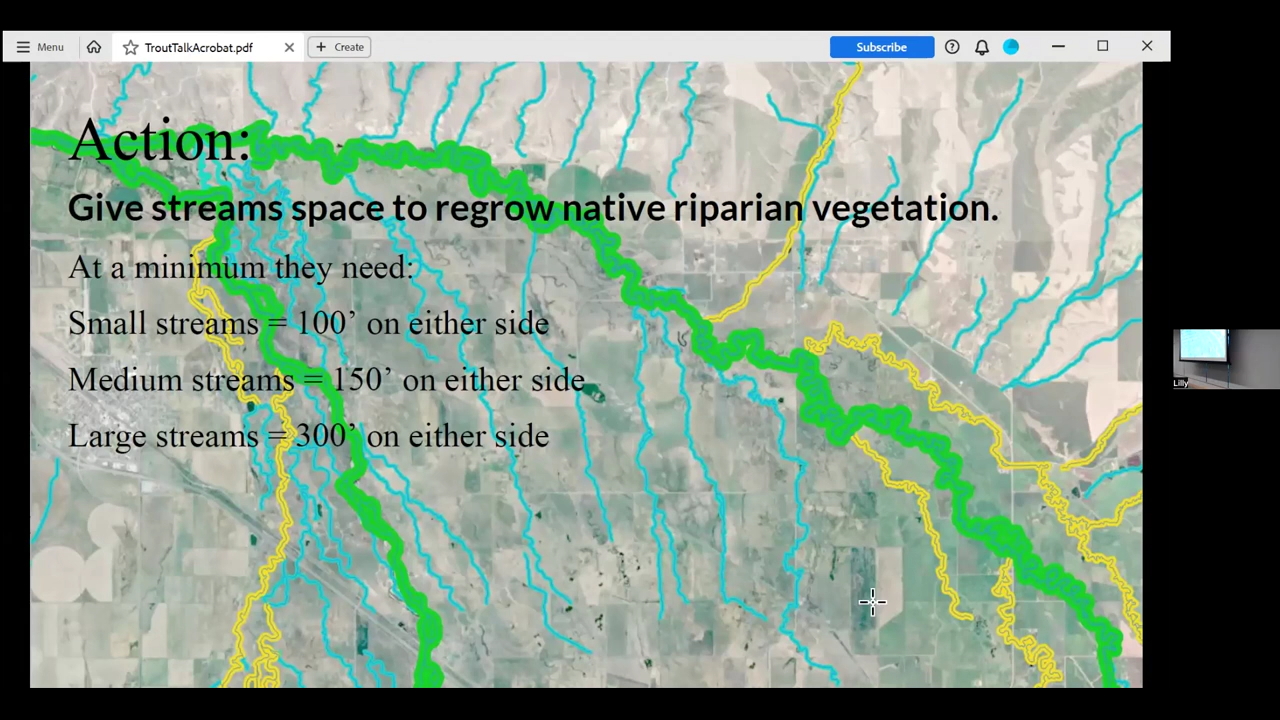 Menu
TroutTalkAcrobat.pdf
Create
Subscribe
Action:
Give streams space to regrow native riparian vegetation.
At a minimum they need:
Small streams = 100’ on either side
Medium streams = 150’ on either side
Large streams = 300’ on either side
Lilly